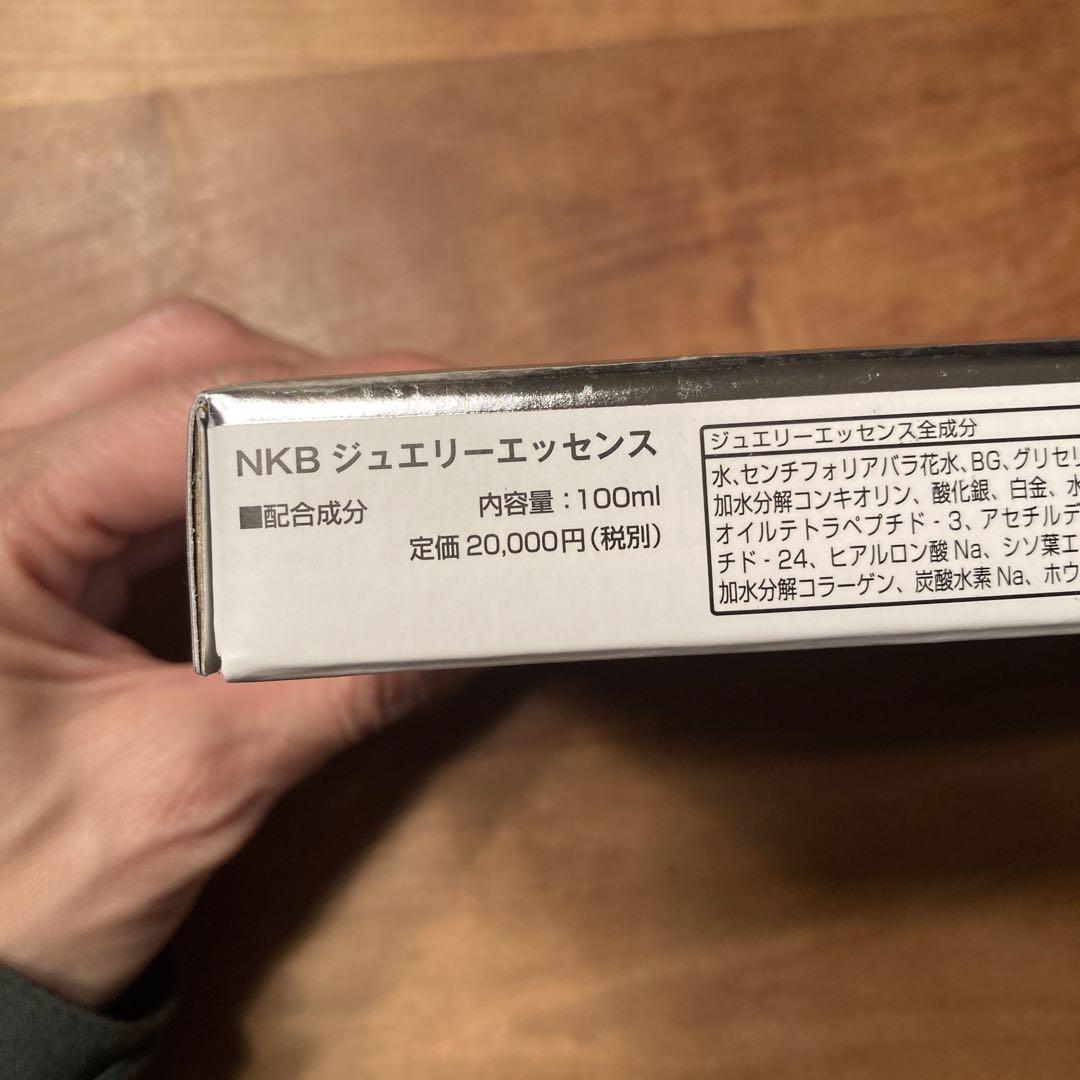 NKB ジュエリーエッセンス
■配合成分
内容量:100ml
定価20,000円(税別)
ジュエリーエッセンス全成分
水、センチフォリアバラ花水、BG、グリセリ
加水分解コンキオリン、酸化銀、白金、水
オイルテトラペプチド-3、アセチルデ
チド-24、ヒアルロン酸Na、シソ葉エ
加水分解コラーゲン、炭酸水素Na、ホウ